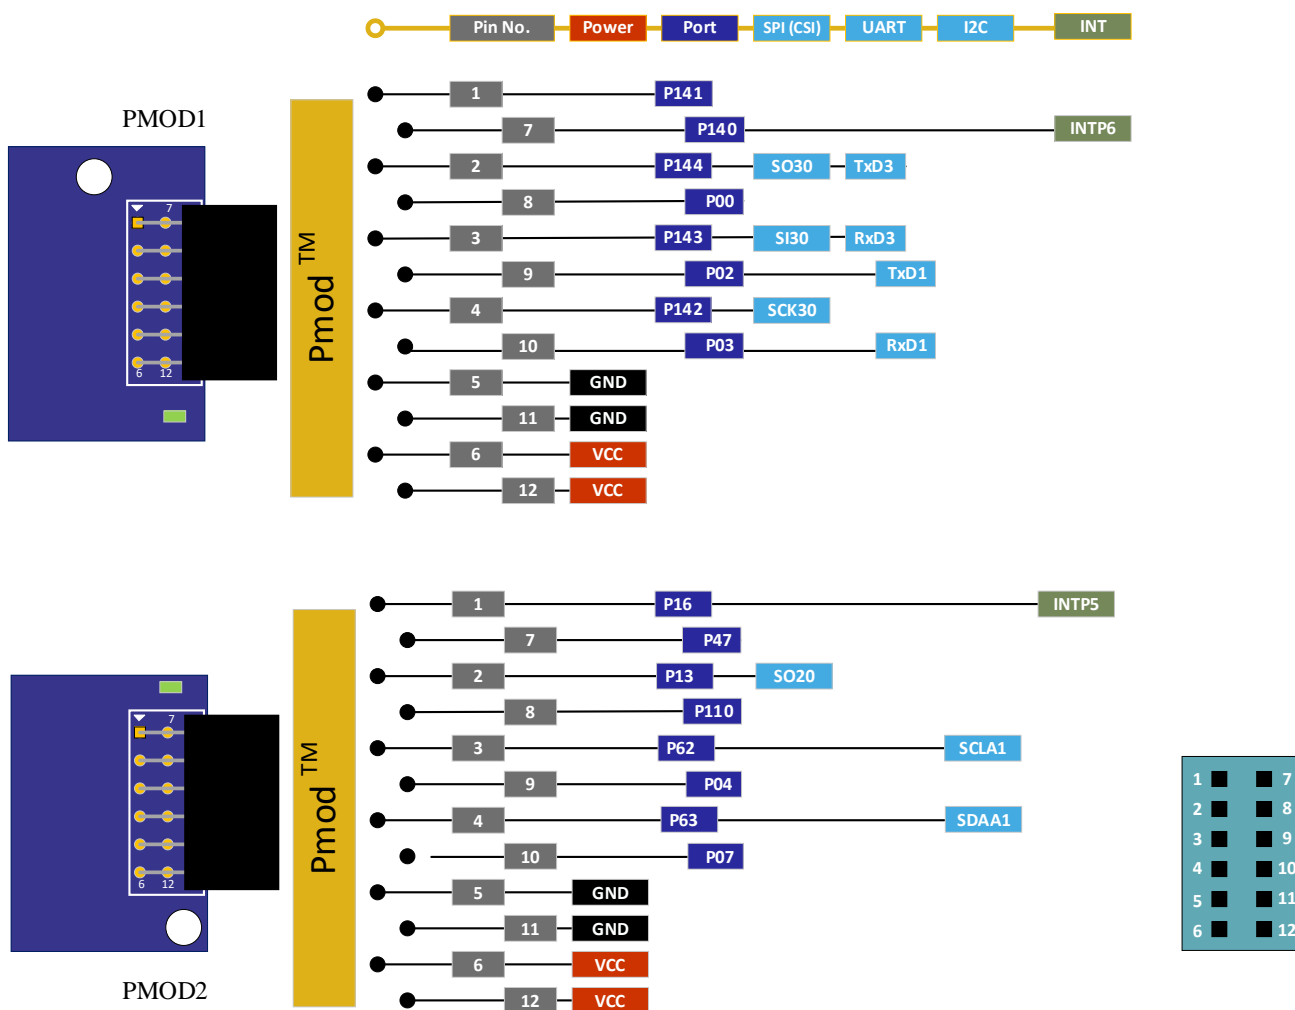 Pin No. Power Port SPI (CSI) UART I2C INT
PMOD1
7
6 12
Pmod TM
1 P141
7 P140 INTP6
2 P144 SO30 TxD3
8 P00
3 P143 SI30 RxD3
9 P02 TxD1
4 P142 SCK30
10 P03 RxD1
5 GND
11 GND
6 VCC
12 VCC
7
6 12
PMOD2
Pmod TM
1 P16 INTP5
7 P47
2 P13 SO20
8 P110
3 P62 SCLA1
9 P04
4 P63 SDAA1
10 P07
5 GND
11 GND
6 VCC
12 VCC
1 7
2 8
3 9
4 10
5 11
6 12